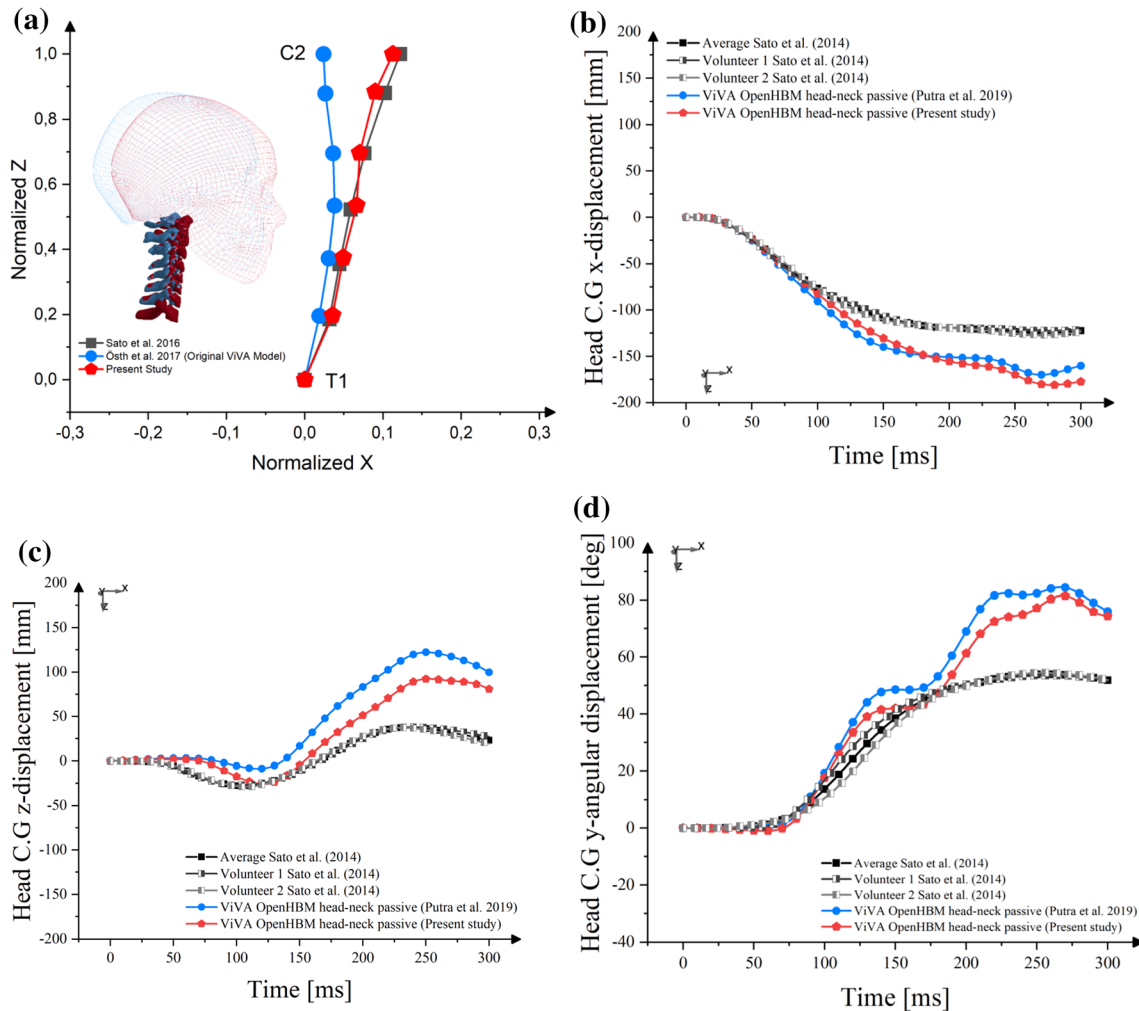 (a)
Normalized Z
1,0
0,8
0,6
0,4
0,2
0,0
C2
T1
Sato et al. 2016
Östh et al. 2017 (Original ViVA Model)
Present Study
-0,3
-0,2
-0,1
0,0
0,1
0,2
0,3
Normalized X
(b)
Head C.G x-displacement [mm]
200
150
100
50
0
-50
-100
-150
-200
Average Sato et al. (2014)
Volunteer 1 Sato et al. (2014)
Volunteer 2 Sato et al. (2014)
ViVA OpenHBM head-neck passive (Putra et al. 2019)
ViVA OpenHBM head-neck passive (Present study)
Y
X
Z
0
50
100
150
200
250
300
Time [ms]
(c)
Head C.G z-displacement [mm]
200
150
100
50
0
-50
-100
-150
-200
Y
X
Z
Average Sato et al. (2014)
Volunteer 1 Sato et al. (2014)
Volunteer 2 Sato et al. (2014)
ViVA OpenHBM head-neck passive (Putra et al. 2019)
ViVA OpenHBM head-neck passive (Present study)
0
50
100
150
200
250
300
Time [ms]
(d)
Head C.G y-angular displacement [deg]
100
80
60
40
20
0
-20
-40
Y
X
Z
Average Sato et al. (2014)
Volunteer 1 Sato et al. (2014)
Volunteer 2 Sato et al. (2014)
ViVA OpenHBM head-neck passive (Putra et al. 2019)
ViVA OpenHBM head-neck passive (Present study)
0
50
100
150
200
250
300
Time [ms]